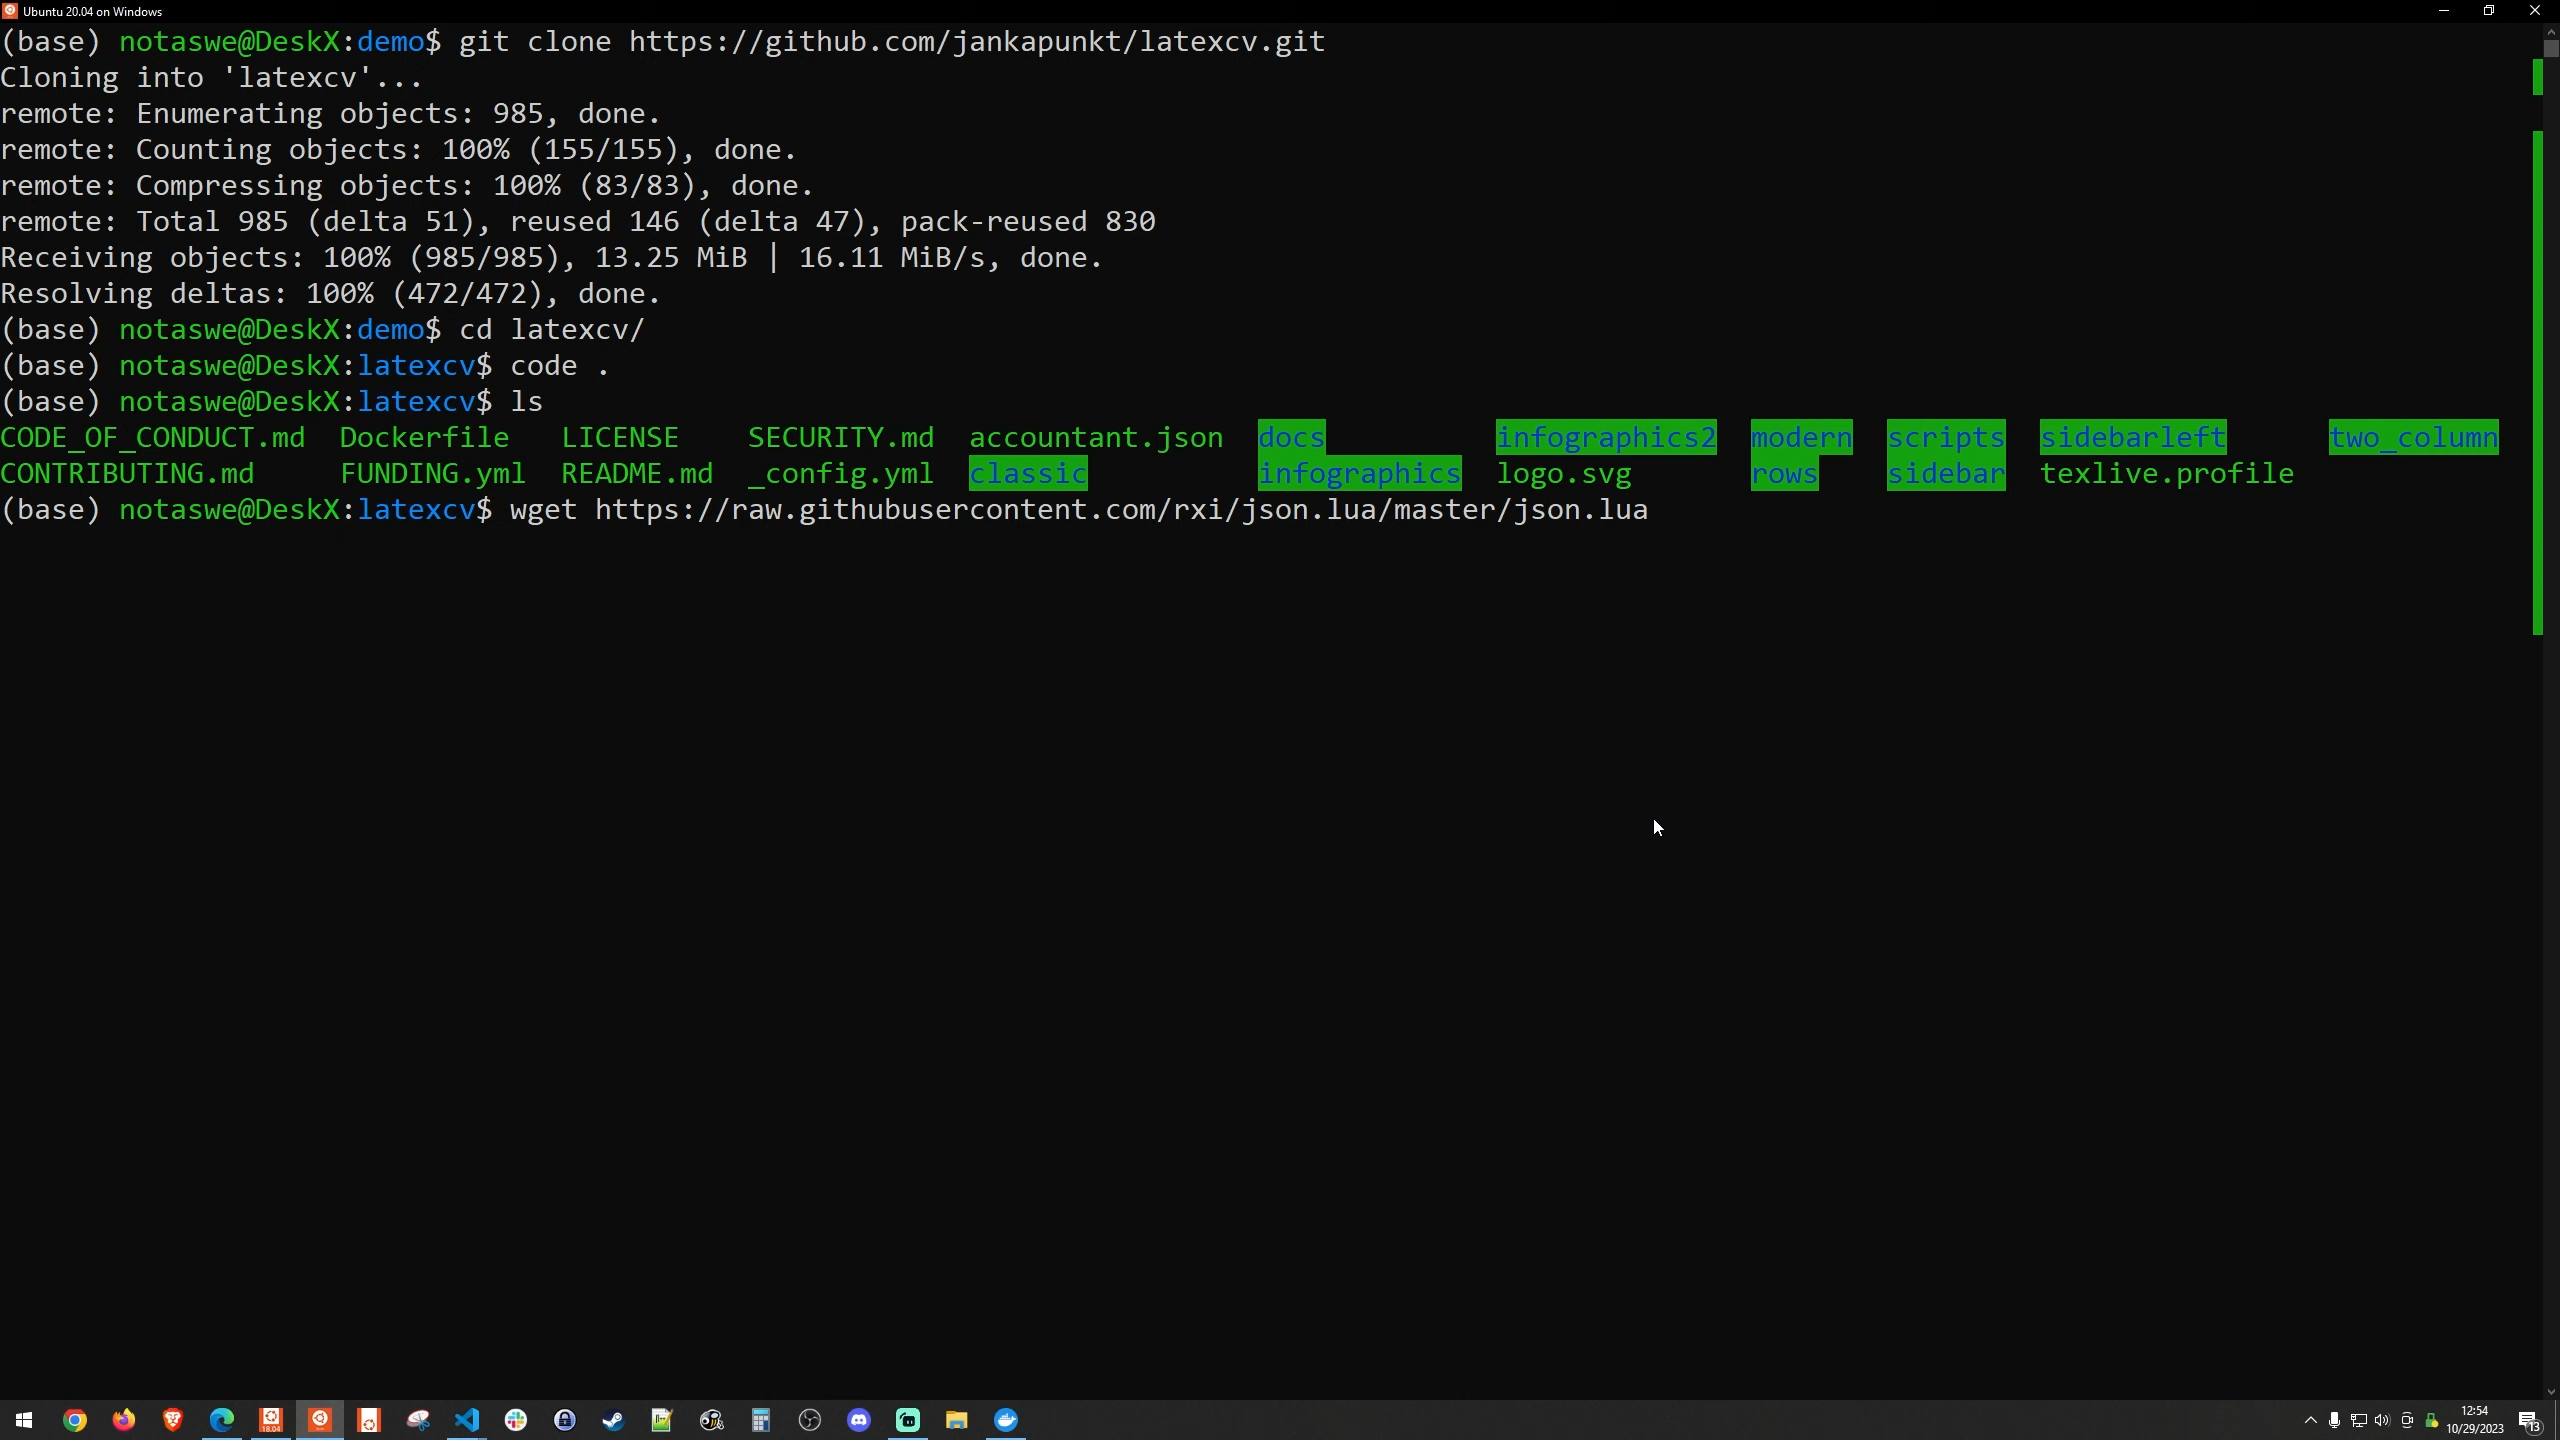 Ubuntu 20.04 on Windows
(base) notaswe@DeskX:demo$ git clone https://github.com/jankapunkt/latexcv.git
Cloning into 'latexcv'...
remote: Enumerating objects: 985, done.
remote: Counting objects: 100% (155/155), done.
remote: Compressing objects: 100% (83/83), done.
remote: Total 985 (delta 51), reused 146 (delta 47), pack-reused 830
Receiving objects: 100% (985/985), 13.25 MiB | 16.11 MiB/s, done.
Resolving deltas: 100% (472/472), done.
(base) notaswe@DeskX:demo$ cd latexcv/
(base) notaswe@DeskX:latexcv$ code .
(base) notaswe@DeskX:latexcv$ ls
CODE_OF_CONDUCT.md Dockerfile LICENSE SECURITY.md accountant.json docs infographics2 modern scripts sidebarleft two_column
CONTRIBUTING.md FUNDING.yml README.md _config.yml classic infographics logo.svg rows sidebar texlive.profile
(base) notaswe@DeskX:latexcv$ wget https://raw.githubusercontent.com/rxi/json.lua/master/json.lua
18.04
12:54
10/29/2023
13